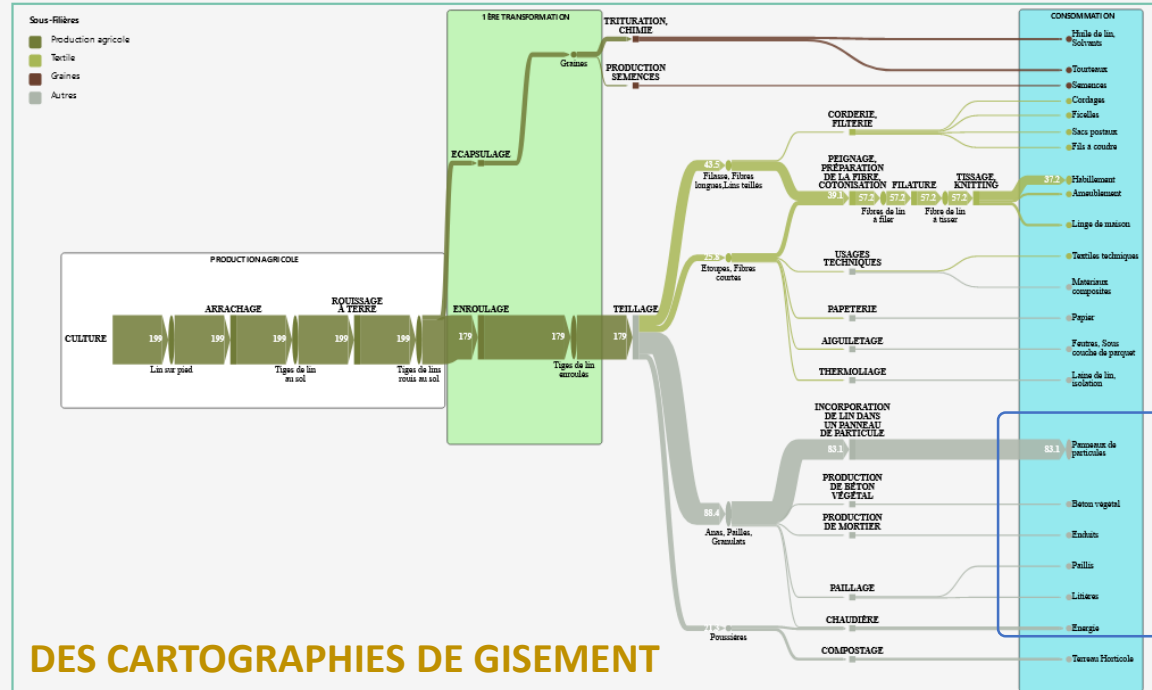 Sous-Filières
Production agricole
Textile
Graines
Autres
1ÈRE TRANSFORMATION
Graines
ECAPSULAGE
TRITURATION,
CHIMIE
PRODUCTION
SEMENCES
CONSOMMATION
Huile de lin,
Solvants
Tourteaux
Semences
Cordages
Ficelles
Sacs postaux
Fils à coudre
CORDERIE,
FILTERIE
43.5
Filasse, Fibres
longues, Lins teillés
PEIGNAGE,
PRÉPARATION
DE LA FIBRE,
COTONISATION
FILATURE
TISSAGE,
KNITTING
57.2
57.2
57.2
57.2
37.2
Fibres de lin
à filer
Fibre de lin
à tisser
Habillement
Ameublement
Linge de maison
Etoupes, Fibres
courtes
USAGES
TECHNIQUES
Textiles techniques
Matériaux
composites
PAPETERIE
Papier
AIGUILETAGE
Feutres, Sous
couche de parquet
THERMOLIAGE
Laine de lin,
isolation
PRODUCTION AGRICOLE
CULTURE
ARRACHAGE
ROUISSAGE
À TERRE
ENROULAGE
TEILLAGE
199
199
199
199
199
179
179
179
Lin sur pied
Tiges de lin
au sol
Tiges de lins
rouis au sol
Tiges de lin
enroulés
INCORPORATION
DE LIN DANS
UN PANNEAU
DE PARTICULE
83.1
83.1
Panneaux de
particules
88.4
Anas, Pailles,
Granulats
PRODUCTION
DE BÉTON
VÉGÉTAL
Béton végétal
PRODUCTION
DE MORTIER
Enduits
PAILLAGE
Paillis
Litières
CHAUDIÈRE
Energie
Poussières
COMPOSTAGE
Terreau Horticole
DES CARTOGRAPHIES DE GISEMENT